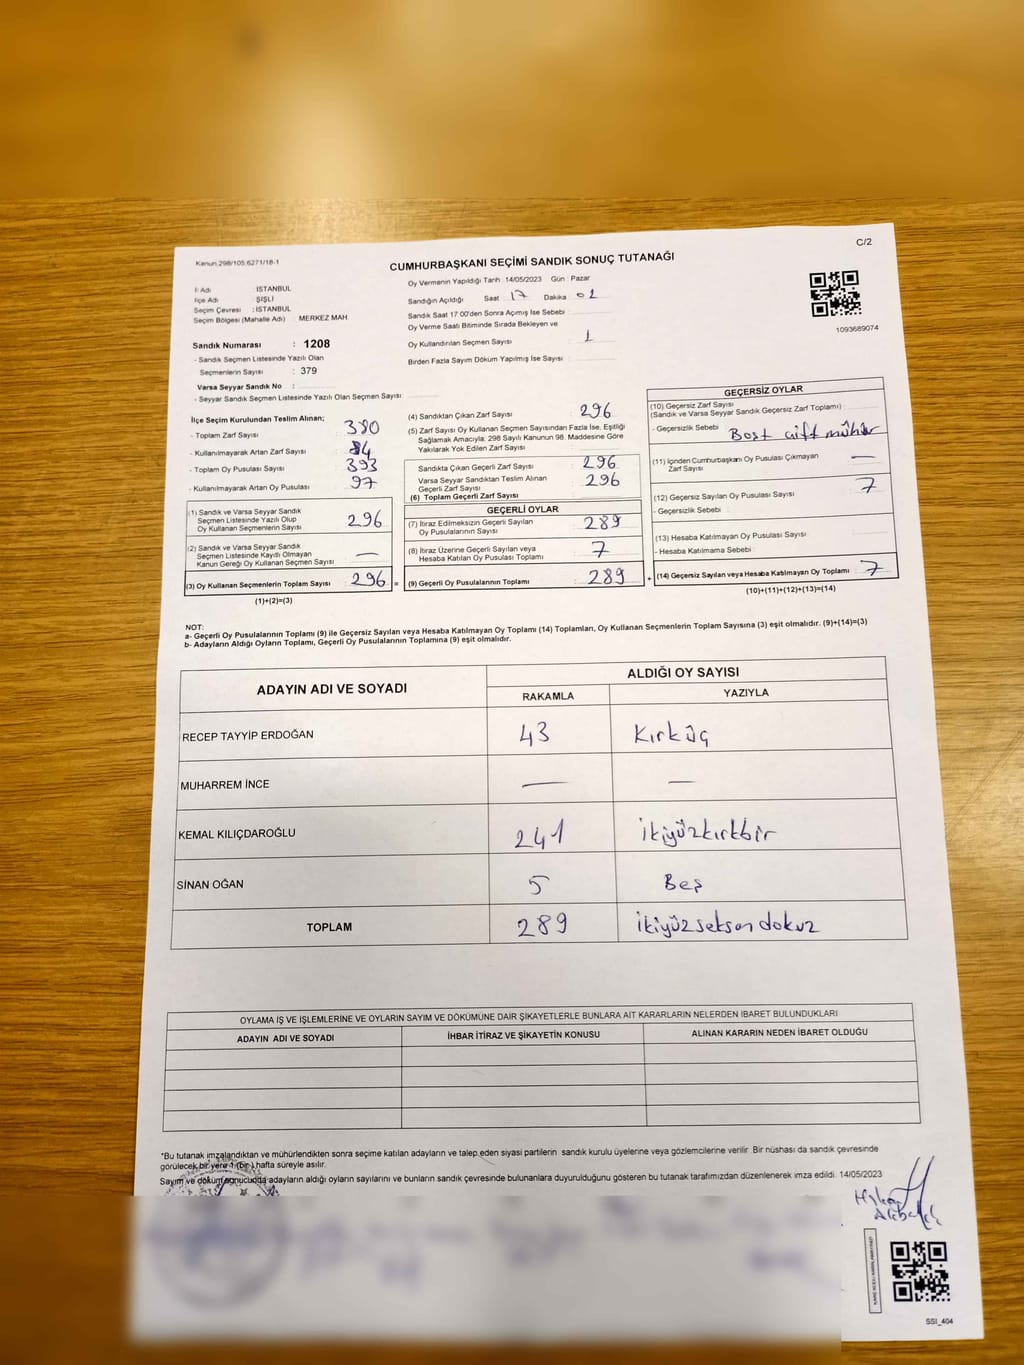 C/2
Kanun,298/105,6271/18-1
CUMHURBAŞKANI SEÇİMİ SANDIK SONUÇ TUTANAĞI
İl Adı : İSTANBUL
İlçe Adı : ŞİŞLİ
Seçim Çevresi : İSTANBUL
Seçim Bölgesi (Mahalle Adı) : MERKEZ MAH.
Sandık Numarası : 1208
- Sandık Seçmen Listesinde Yazılı Olan
Seçmenlerin Sayısı : 379
Varsa Seyyar Sandık No :
- Seyyar Sandık Seçmen Listesinde Yazılı Olan Seçmen Sayısı:
Oy Vermenin Yapıldığı Tarih :14/05/2023 Gün : Pazar
Sandığın Açıldığı Saat 17 Dakika 01
Sandık Saat 17:00'den Sonra Açımış İse Sebebi :
Oy Verme Saati Bitiminde Sırada Bekleyen ve
Oy Kullandırılan Seçmen Sayısı : 1
Birden Fazla Sayım Döküm Yapılmış İse Sayısı :
1093689074
İlçe Seçim Kurulundan Teslim Alınan;
- Toplam Zarf Sayısı : 380
- Kullanılmayarak Artan Zarf Sayısı : 84
- Toplam Oy Pusulası Sayısı : 393
- Kullanılmayarak Artan Oy Pusulası : 97
(1) Sandık ve Varsa Seyyar Sandık
Seçmen Listesinde Yazılı Olup
Oy Kullanan Seçmenlerin Sayısı : 296
(2) Sandık ve Varsa Seyyar Sandık
Seçmen Listesinde Kaydı Olmayan
Kanun Gereği Oy Kullanan Seçmen Sayısı : —
(3) Oy Kullanan Seçmenlerin Toplam Sayısı : 296 =
(1)+(2)=(3)
(4) Sandıktan Çıkan Zarf Sayısı : 296
(5) Zarf Sayısı Oy Kullanan Seçmen Sayısından Fazla İse, Eşitliği
Sağlamak Amacıyla, 298 Sayılı Kanunun 98. Maddesine Göre
Yakılarak Yok Edilen Zarf Sayısı :
Sandıkta Çıkan Geçerli Zarf Sayısı : 296
Varsa Seyyar Sandıktan Teslim Alınan
Geçerli Zarf Sayısı : 296
(6) Toplam Geçerli Zarf Sayısı :
GEÇERLİ OYLAR
(7) İtiraz Edilmeksizin Geçerli Sayılan
Oy Pusulalarının Sayısı : 289
(8) İtiraz Üzerine Geçerli Sayılan veya
Hesaba Katılan Oy Pusulası Toplamı : 7
(9) Geçerli Oy Pusulalarının Toplamı : 289 +
GEÇERSİZ OYLAR
(10) Geçersiz Zarf Sayısı
(Sandık ve Varsa Seyyar Sandık Geçersiz Zarf Toplamı) :
- Geçersizlik Sebebi : çift mühür
(11) İçinden Cumhurbaşkanı Oy Pusulası Çıkmayan
Zarf Sayısı : —
(12) Geçersiz Sayılan Oy Pusulası Sayısı : 7
- Geçersizlik Sebebi :
(13) Hesaba Katılmayan Oy Pusulası Sayısı :
- Hesaba Katılmama Sebebi :
(14) Geçersiz Sayılan veya Hesaba Katılmayan Oy Toplamı : 7
(10)+(11)+(12)+(13)=(14)
NOT:
a- Geçerli Oy Pusulalarının Toplamı (9) ile Geçersiz Sayılan veya Hesaba Katılmayan Oy Toplamı (14) Toplamları, Oy Kullanan Seçmenlerin Toplam Sayısına (3) eşit olmalıdır. (9)+(14)=(3)
b- Adayların Aldığı Oyların Toplamı, Geçerli Oy Pusulalarının Toplamına (9) eşit olmalıdır.
ADAYIN ADI VE SOYADI
ALDIĞI OY SAYISI
RAKAMLA YAZIYLA
RECEP TAYYİP ERDOĞAN 43 Kırküç
MUHARREM İNCE — —
KEMAL KILIÇDAROĞLU 241 ikiyüzkırkbir
SİNAN OĞAN 5 Beş
TOPLAM 289 ikiyüzseksendokuz
OYLAMA İŞ VE İŞLEMLERİNE VE OYLARIN SAYIM VE DÖKÜMÜNE DAİR ŞİKAYETLERLE BUNLARA AİT KARARLARIN NELERDEN İBARET BULUNDUKLARI
ADAYIN ADI VE SOYADI İHBAR İTİRAZ VE ŞİKAYETİN KONUSU ALINAN KARARIN NEDEN İBARET OLDUĞU
*Bu tutanak imzalandıktan ve mühürlendikten sonra seçime katılan adayların ve talep eden siyasi partilerin sandık kurulu üyelerine veya gözlemcilerine verilir. Bir nüshası da sandık çevresinde
görülecek bir yere 1 (bir) hafta süreyle asılır.
Sayım ve döküm sonucunda adayların aldığı oyların sayılarını ve bunların sandık çevresinde bulunanlara duyurulduğunu gösteren bu tutanak tarafımızdan düzenlenerek imza edildi. 14/05/2023
SSI_404